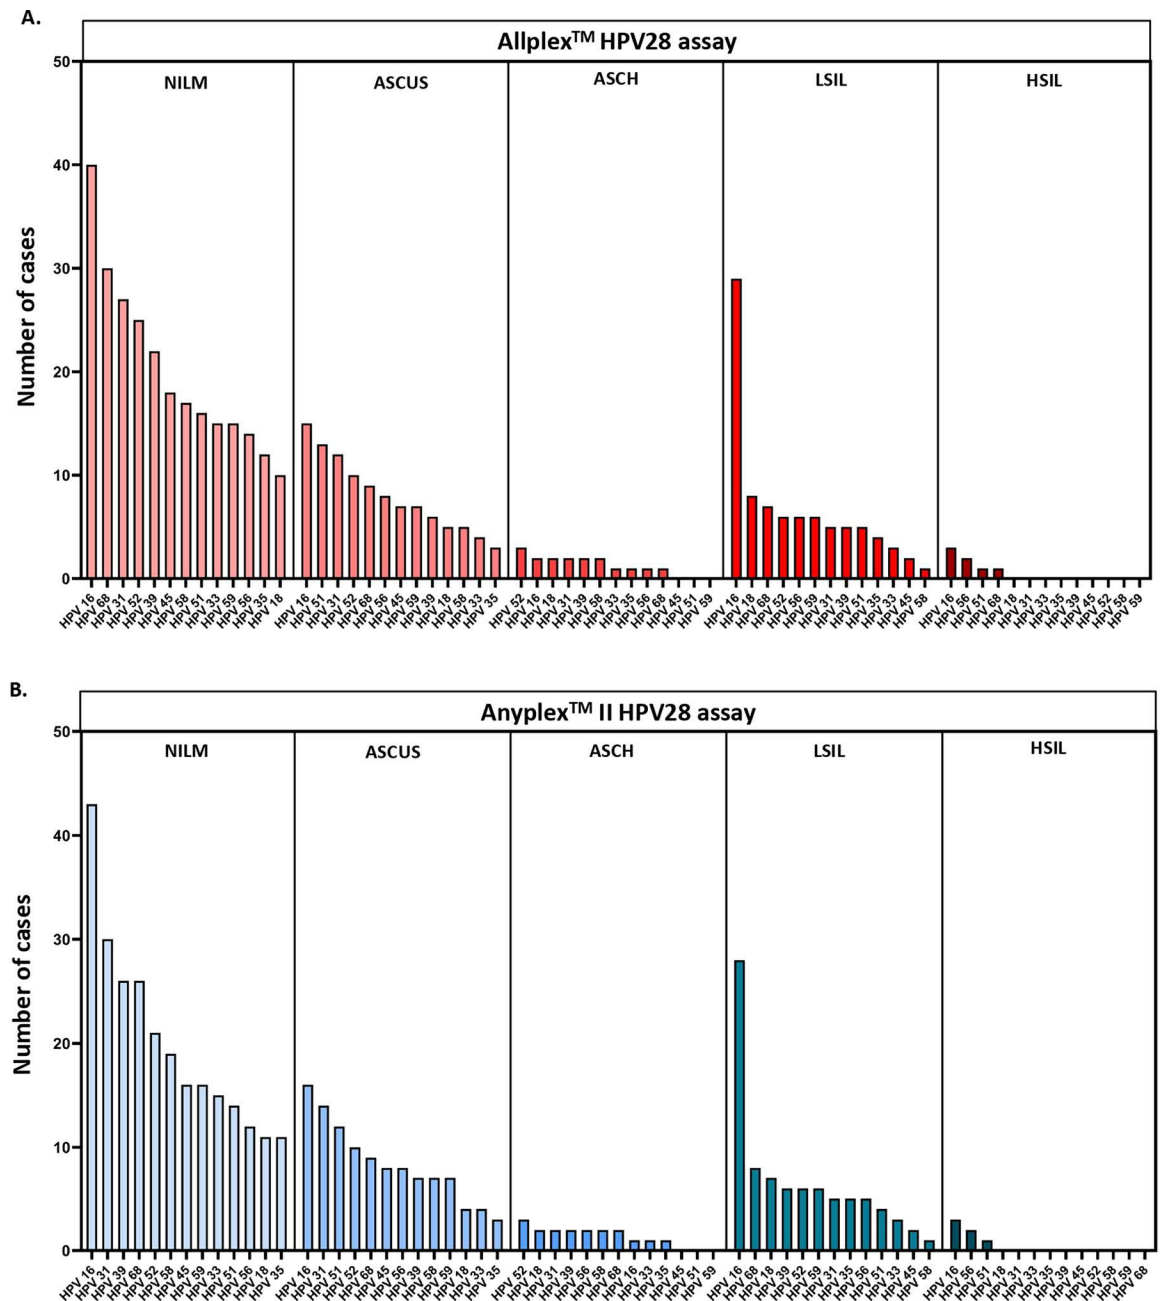 A.
Allplex™ HPV28 assay
NILM ASCUS ASCH LSIL HSIL
Number of cases
50
40
30
20
10
0
HPV 16 HPV 68 HPV 31 HPV 52 HPV 39 HPV 45 HPV 58 HPV 51 HPV 33 HPV 59 HPV 56 HPV 35 HPV 18 HPV 16 HPV 51 HPV 31 HPV 52 HPV 68 HPV 56 HPV 45 HPV 59 HPV 39 HPV 18 HPV 58 HPV 33 HPV 35 HPV 52 HPV 16 HPV 18 HPV 31 HPV 39 HPV 58 HPV 33 HPV 35 HPV 56 HPV 68 HPV 45 HPV 51 HPV 59 HPV 16 HPV 18 HPV 68 HPV 52 HPV 56 HPV 59 HPV 31 HPV 39 HPV 51 HPV 35 HPV 33 HPV 45 HPV 58 HPV 16 HPV 56 HPV 51 HPV 68 HPV 18 HPV 31 HPV 33 HPV 35 HPV 39 HPV 45 HPV 52 HPV 58 HPV 59
B.
Anyplex™ II HPV28 assay
NILM ASCUS ASCH LSIL HSIL
Number of cases
50
40
30
20
10
0
HPV 16 HPV 31 HPV 39 HPV 68 HPV 52 HPV 58 HPV 45 HPV 59 HPV 33 HPV 51 HPV 56 HPV 18 HPV 35 HPV 16 HPV 31 HPV 51 HPV 52 HPV 68 HPV 45 HPV 56 HPV 39 HPV 58 HPV 59 HPV 18 HPV 33 HPV 35 HPV 52 HPV 18 HPV 31 HPV 39 HPV 56 HPV 58 HPV 68 HPV 16 HPV 33 HPV 35 HPV 45 HPV 51 HPV 59 HPV 16 HPV 68 HPV 18 HPV 39 HPV 52 HPV 59 HPV 31 HPV 35 HPV 56 HPV 51 HPV 33 HPV 45 HPV 58 HPV 16 HPV 56 HPV 51 HPV 18 HPV 31 HPV 33 HPV 35 HPV 39 HPV 45 HPV 52 HPV 58 HPV 59 HPV 68